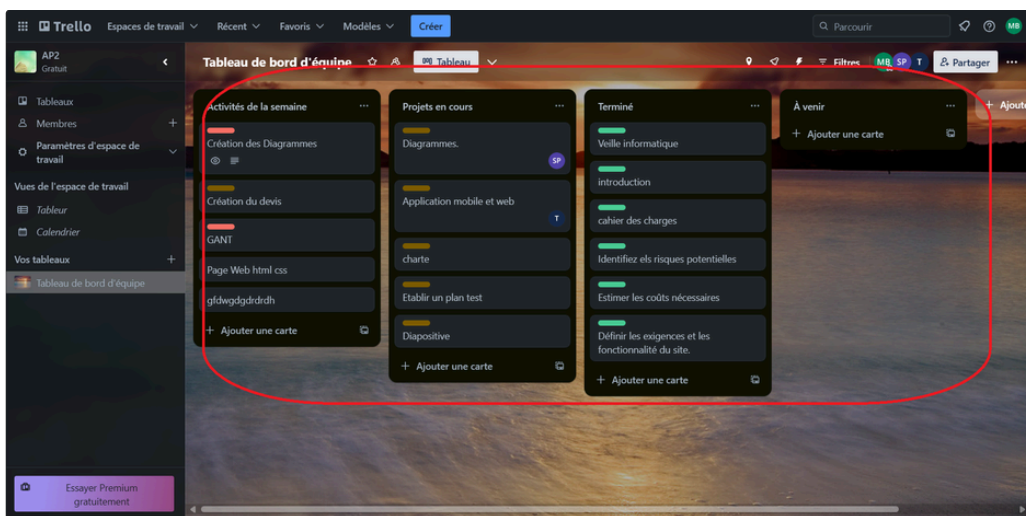 Trello Espaces de travail Récent Favoris Modèles Créer Parcourir MB
AP2
Gratuit
Tableau de bord d'équipe Tableau Filtres MB SP T Partager
Tableaux
Membres
Paramètres d'espace de
travail
Vues de l'espace de travail
Tableur
Calendrier
Vos tableaux
Tableau de bord d'équipe
Essayer Premium
gratuitement
Activités de la semaine
Création des Diagrammes
Création du devis
GANT
Page Web html css
gfdwgdgdrdrdh
+ Ajouter une carte
Projets en cours
Diagrammes.
SP
Application mobile et web
T
charte
Etablir un plan test
Diapositive
+ Ajouter une carte
Terminé
Veille informatique
introduction
cahier des charges
Identifiez els risques potentielles
Estimer les coûts nécessaires
Définir les exigences et les
fonctionnalité du site.
+ Ajouter une carte
À venir
+ Ajouter une carte
+ Ajoute